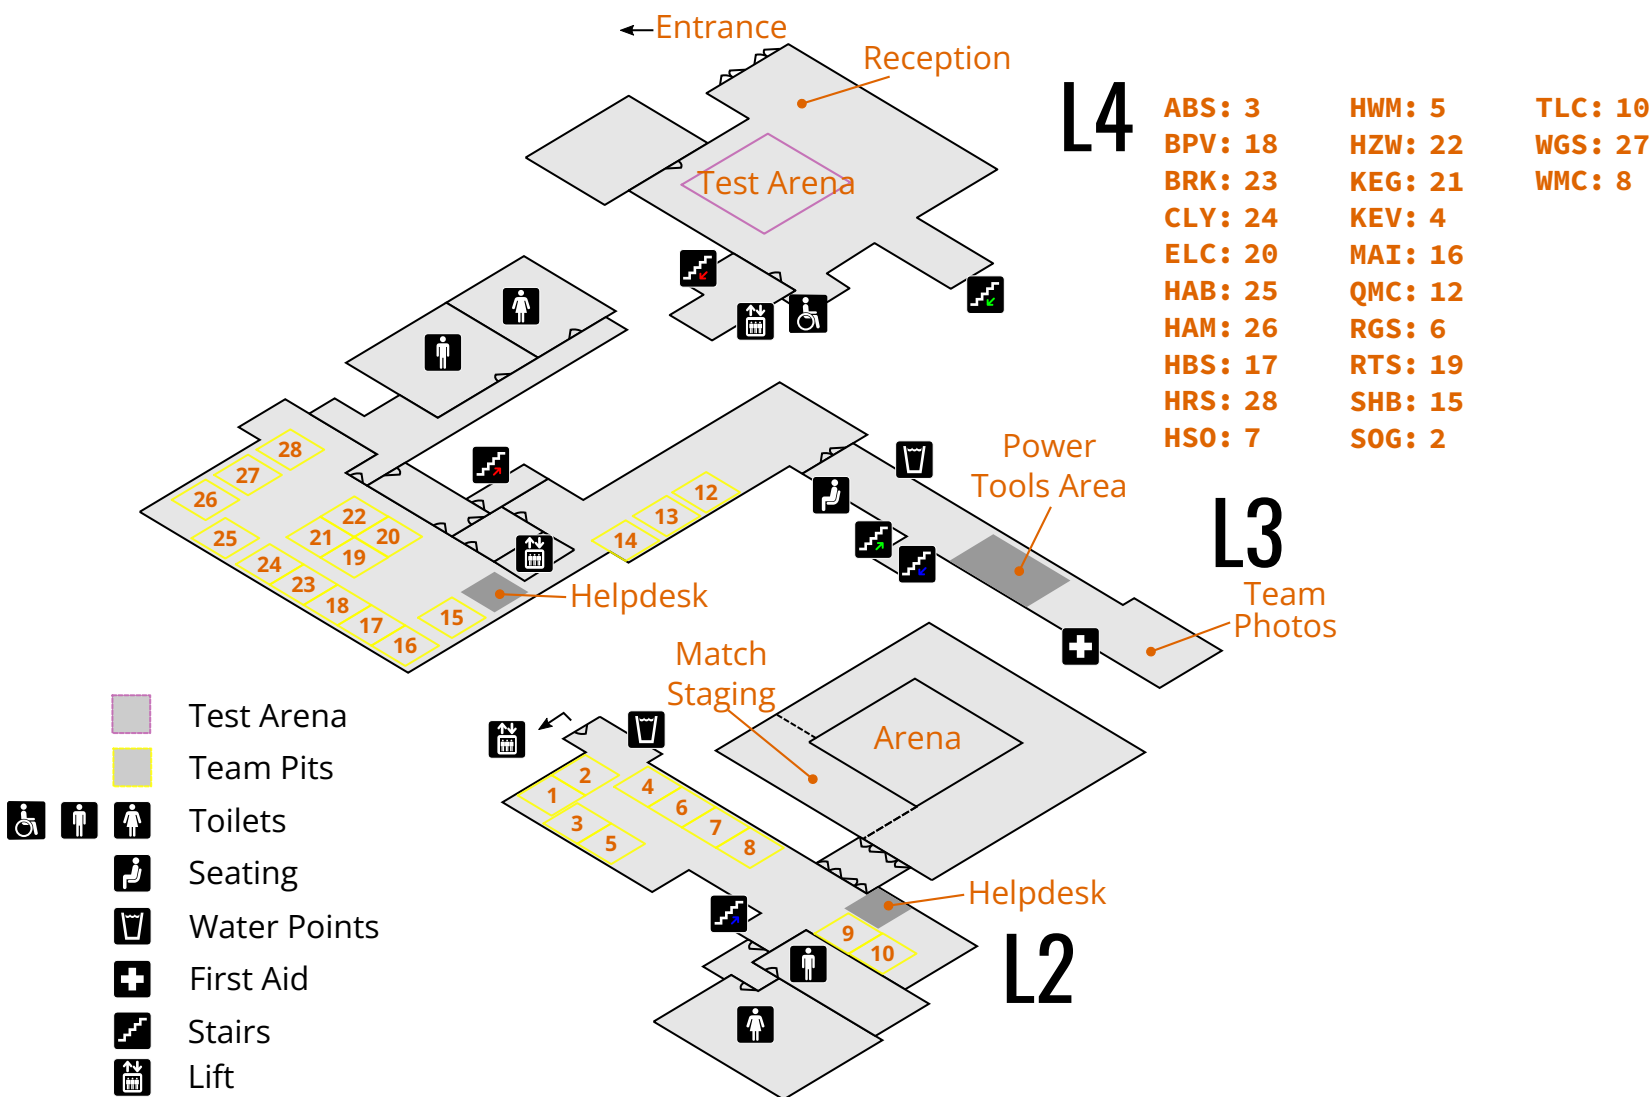 Entrance
Reception
Test Arena
L4
ABS: 3
BPV: 18
BRK: 23
CLY: 24
ELC: 20
HAB: 25
HAM: 26
HBS: 17
HRS: 28
HSO: 7
HWM: 5
HZW: 22
KEG: 21
KEV: 4
MAI: 16
QMC: 12
RGS: 6
RTS: 19
SHB: 15
SOG: 2
TLC: 10
WGS: 27
WMC: 8
28
27
26
25
24
23
18
17
16
22
21
20
19
15
12
13
14
Helpdesk
Power
Tools Area
L3
Team
Photos
Match
Staging
Arena
2
1
3
5
4
6
7
8
9
10
Helpdesk
L2
Test Arena
Team Pits
Toilets
Seating
Water Points
First Aid
Stairs
Lift